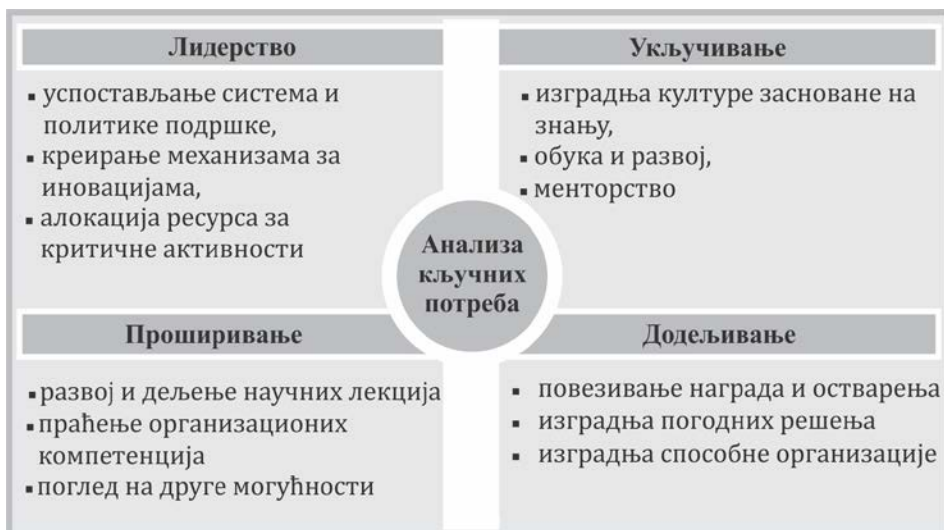 Лидерство
▪ успостављање система и
политике подршке,
▪ креирање механизама за
иновацијама,
▪ алокација ресурса за
критичне активности
Укључивање
▪ изградња културе засноване на
знању,
▪ обука и развој,
▪ менторство
Анализа
кључних
потреба
Проширивање
▪ развој и дељење научних лекција
▪ праћење организационих
компетенција
▪ поглед на друге могућности
Додељивање
▪ повезивање награда и остварења
▪ изградња погодних решења
▪ изградња способне организације